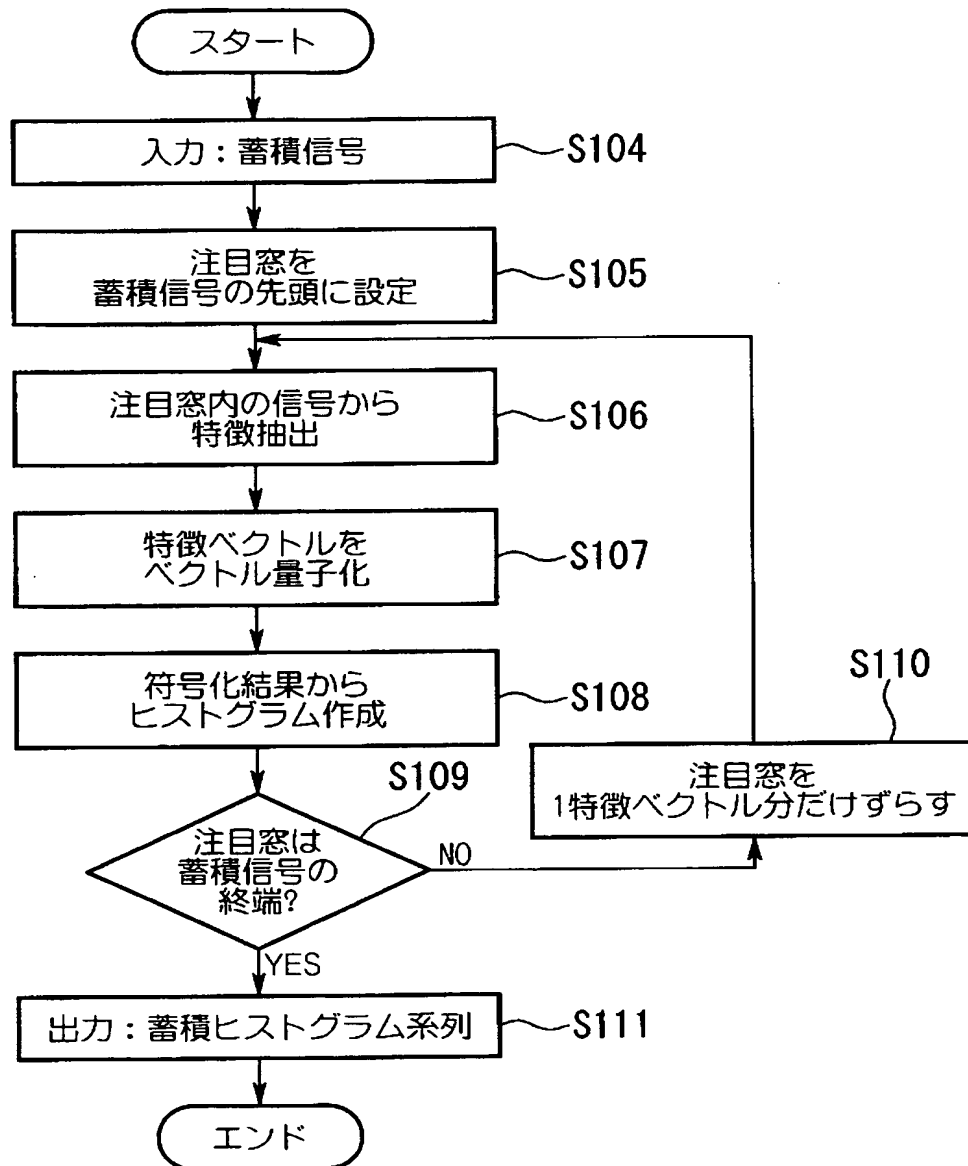 スタート
入力：蓄積信号
S104
注目窓を
蓄積信号の先頭に設定
S105
注目窓内の信号から
特徴抽出
S106
特徴ベクトルを
ベクトル量子化
S107
符号化結果から
ヒストグラム作成
S108
S110
注目窓を
1特徴ベクトル分だけずらす
S109
注目窓は
蓄積信号の
終端?
NO
YES
出力：蓄積ヒストグラム系列
S111
エンド